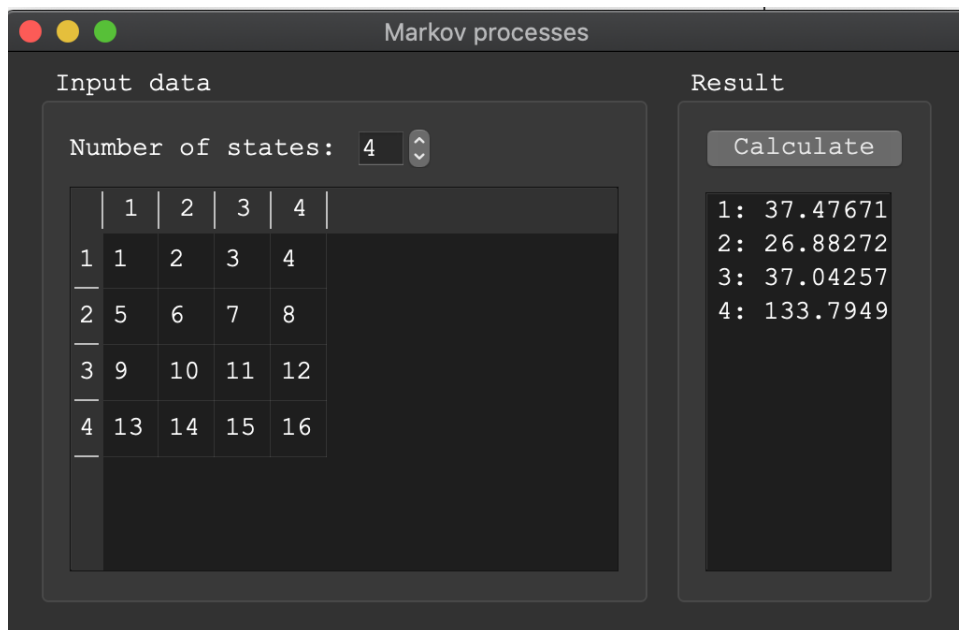 Markov processes
Input data
Number of states: 4
1 2 3 4
1 1 2 3 4
2 5 6 7 8
3 9 10 11 12
4 13 14 15 16
Result
Calculate
1: 37.47671
2: 26.88272
3: 37.04257
4: 133.7949